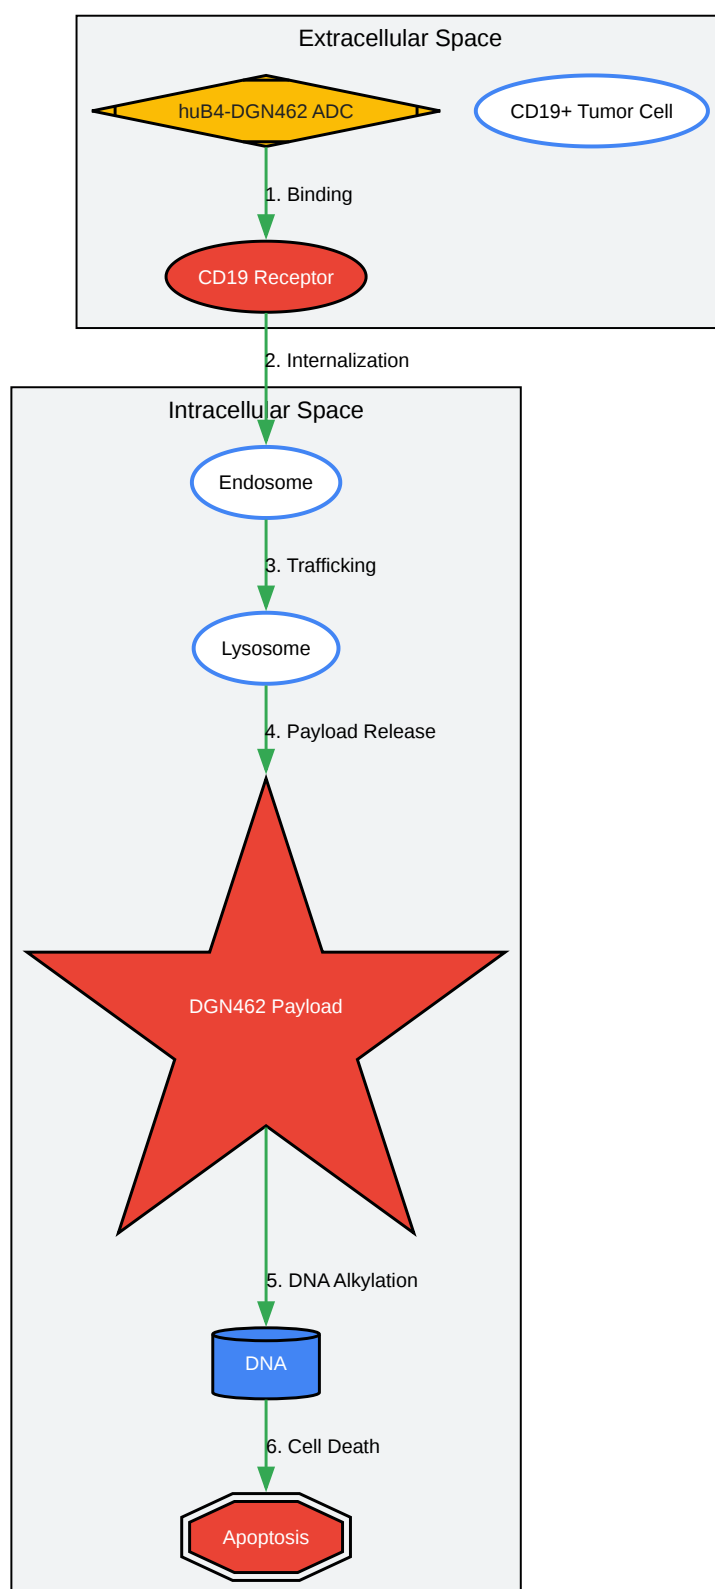 Extracellular Space
huB4-DGN462 ADC
CD19+ Tumor Cell
1. Binding
CD19 Receptor
2. Internalization
Intracellular Space
Endosome
3. Trafficking
Lysosome
4. Payload Release
DGN462 Payload
5. DNA Alkylation
DNA
6. Cell Death
Apoptosis